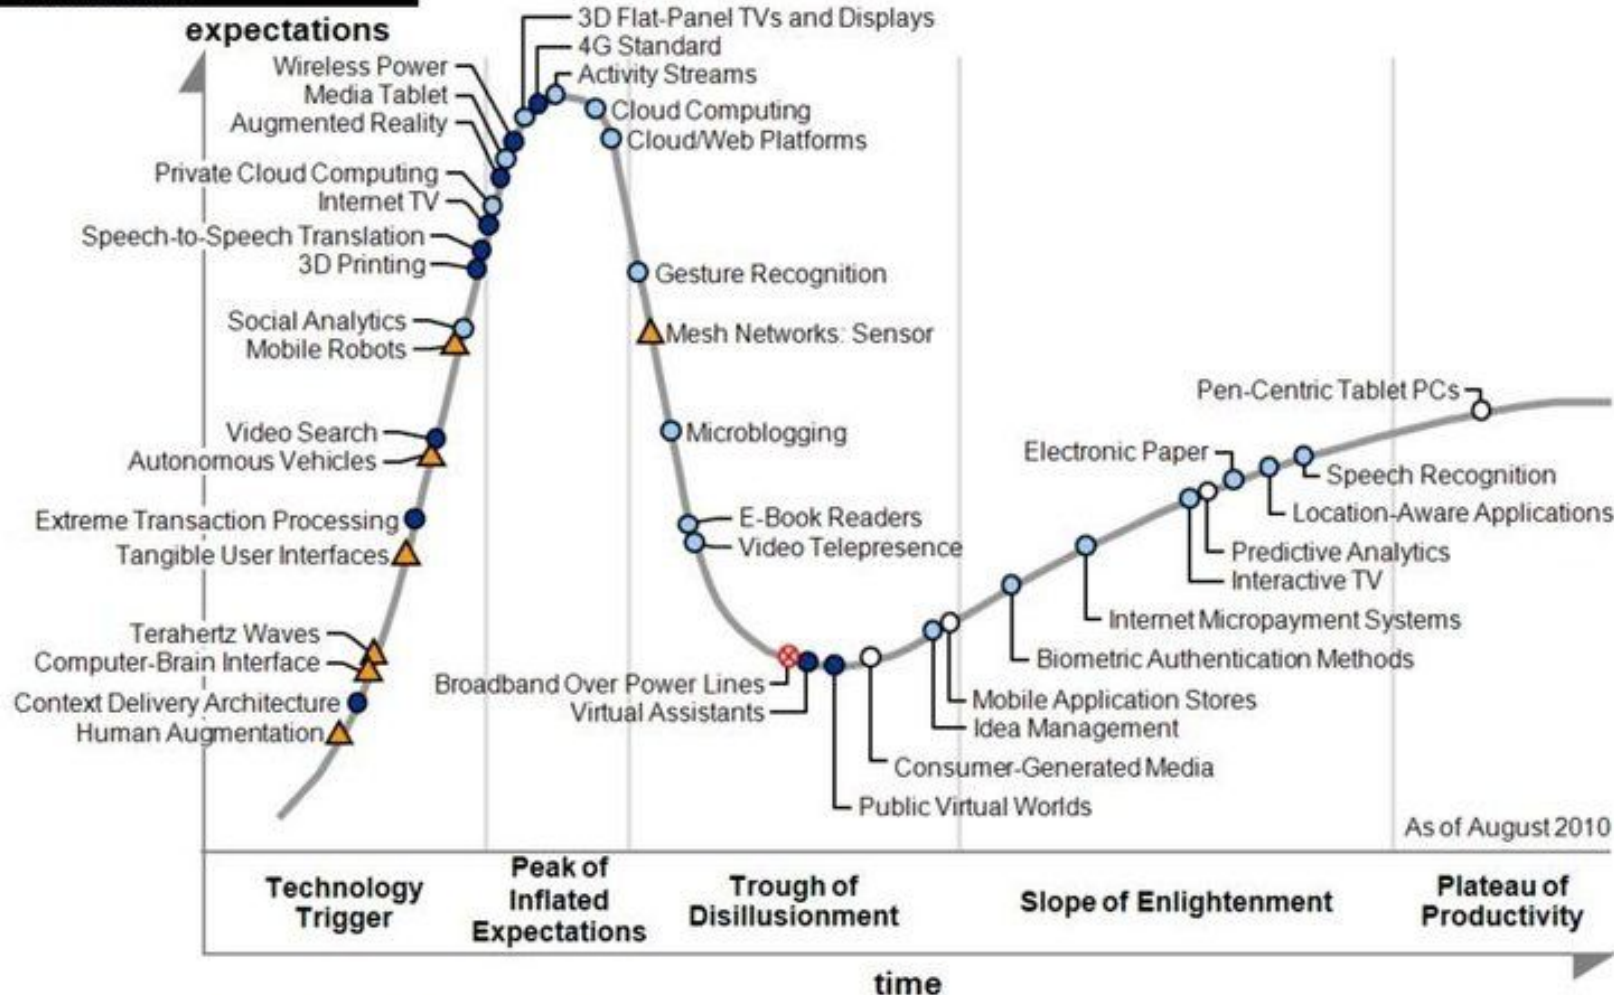 expectations
3D Flat-Panel TVs and Displays
4G Standard
Activity Streams
Wireless Power
Media Tablet
Augmented Reality
Cloud Computing
Cloud/Web Platforms
Private Cloud Computing
Internet TV
Speech-to-Speech Translation
3D Printing
Gesture Recognition
Social Analytics
Mobile Robots
Mesh Networks: Sensor
Video Search
Autonomous Vehicles
Microblogging
Extreme Transaction Processing
Tangible User Interfaces
E-Book Readers
Video Telepresence
Terahertz Waves
Computer-Brain Interface
Context Delivery Architecture
Human Augmentation
Broadband Over Power Lines
Virtual Assistants
Pen-Centric Tablet PCs
Electronic Paper
Speech Recognition
Location-Aware Applications
Predictive Analytics
Interactive TV
Internet Micropayment Systems
Biometric Authentication Methods
Mobile Application Stores
Idea Management
Consumer-Generated Media
Public Virtual Worlds
As of August 2010
Technology
Trigger
Peak of
Inflated
Expectations
Trough of
Disillusionment
Slope of Enlightenment
Plateau of
Productivity
time